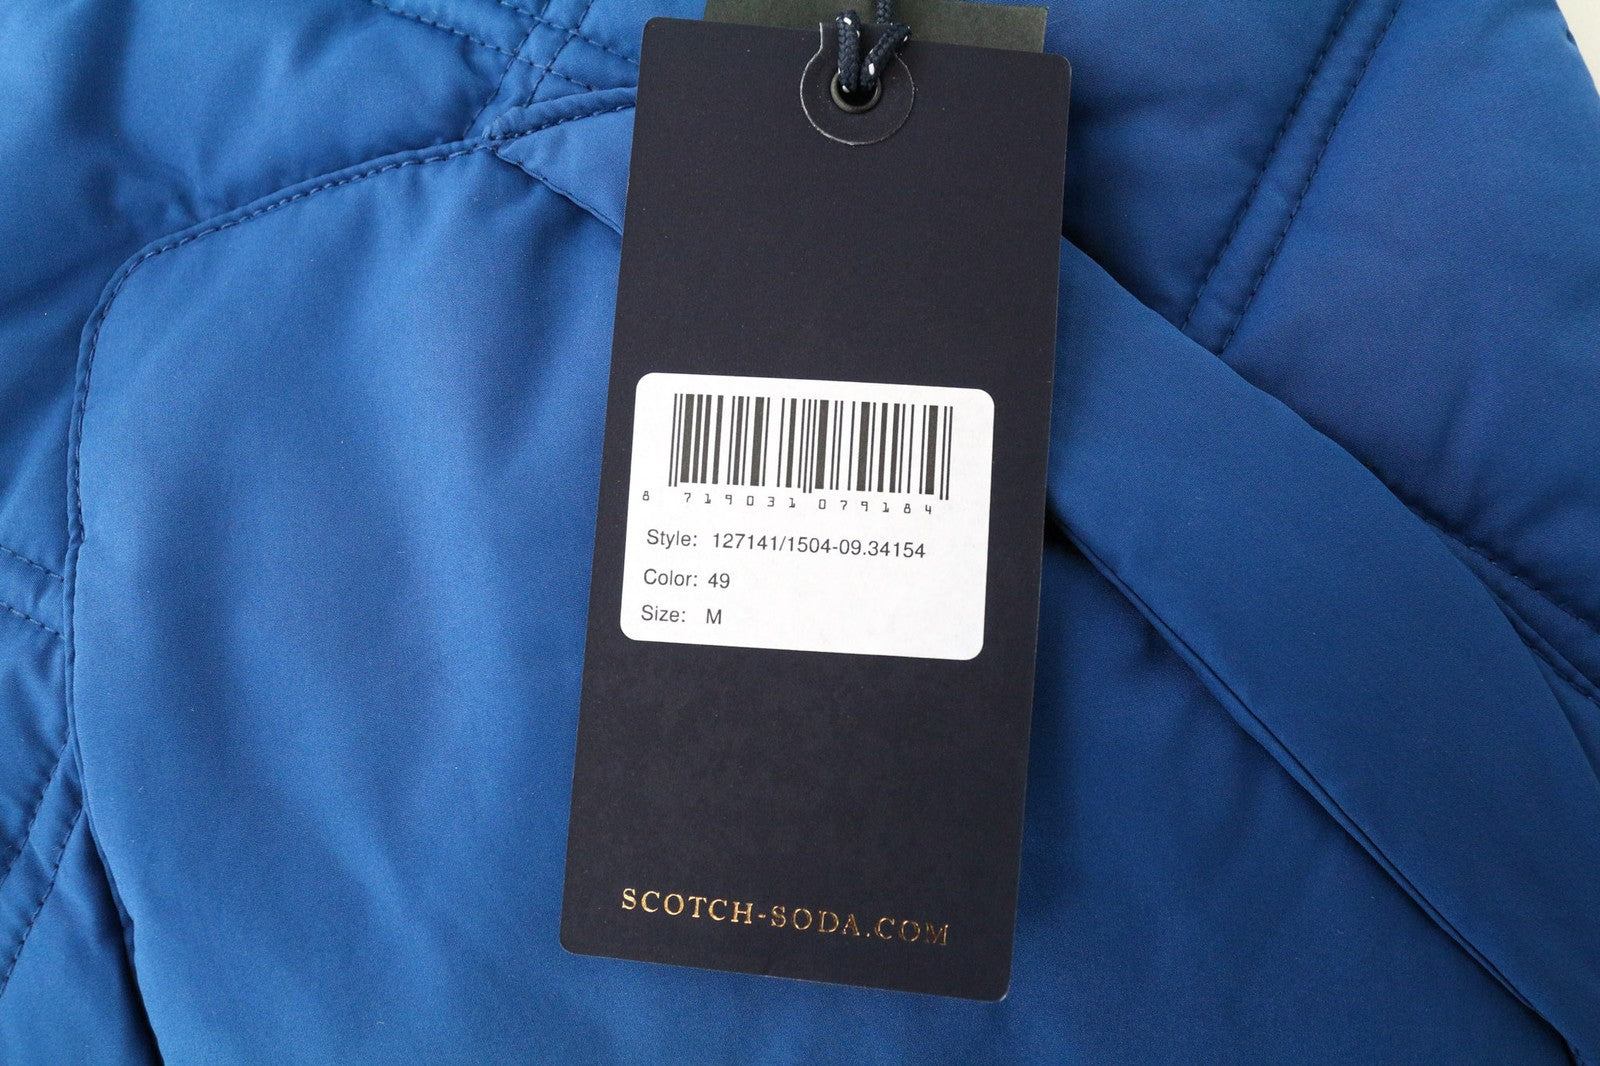 8 719031 079184
Style: 127141/1504-09.34154
Color: 49
Size: M
SCOTCH-SODA.COM